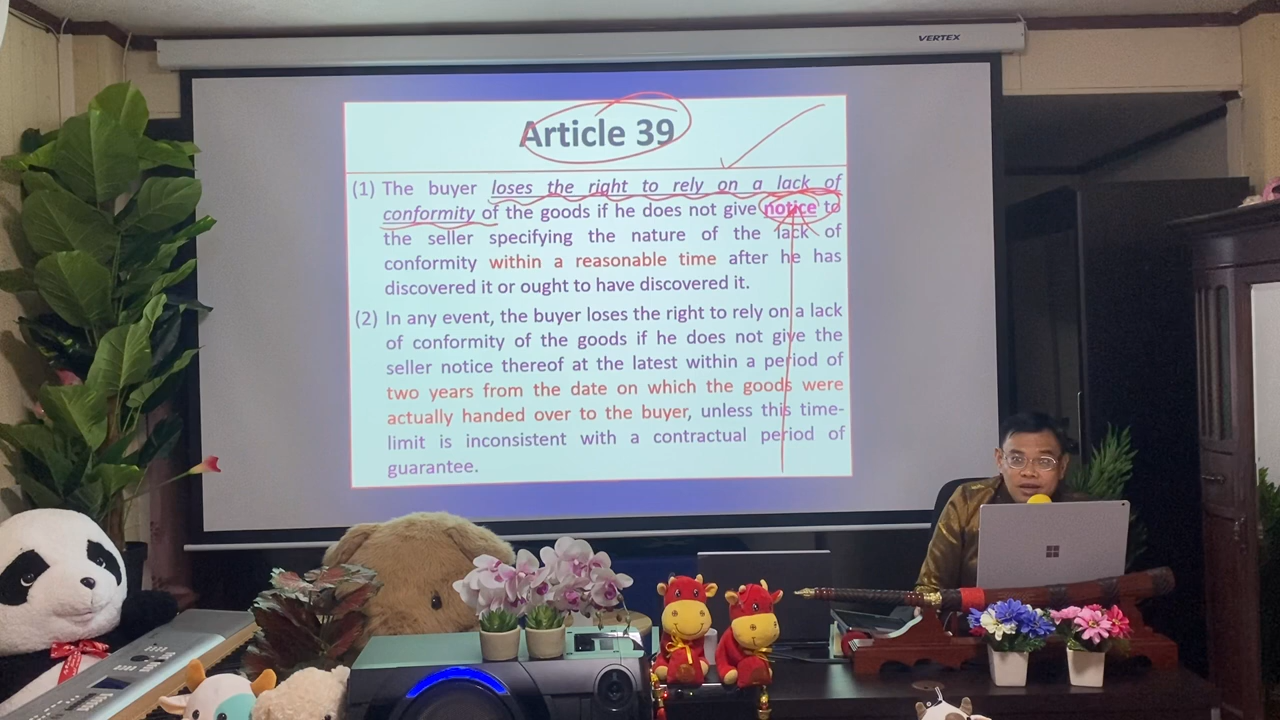 VERTEX
Article 39
(1) The buyer loses the right to rely on a lack of
conformity of the goods if he does not give notice to
the seller specifying the nature of the lack of
conformity within a reasonable time after he has
discovered it or ought to have discovered it.
(2) In any event, the buyer loses the right to rely on a lack
of conformity of the goods if he does not give the
seller notice thereof at the latest within a period of
two years from the date on which the goods were
actually handed over to the buyer, unless this time-
limit is inconsistent with a contractual period of
guarantee.